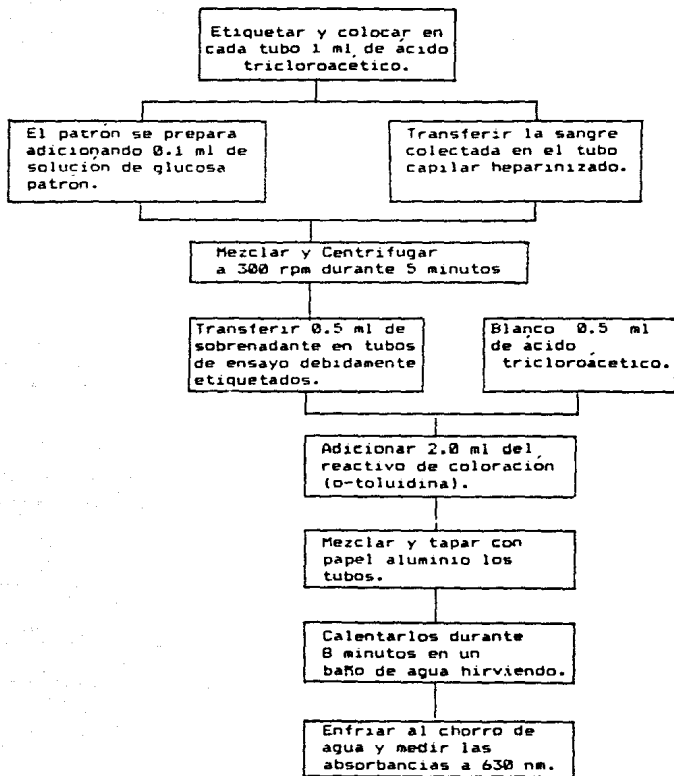 Etiquetar y colocar en
cada tubo 1 ml de ácido
tricloroacético.
El patrón se prepara
adicionando 0.1 ml de
solución de glucosa
patrón.
Transferir la sangre
colectada en el tubo
capilar heparinizado.
Mezclar y Centrifugar
a 300 rpm durante 5 minutos
Transferir 0.5 ml de
sobrenadante en tubos
de ensayo debidamente
etiquetados.
Blanco 0.5 ml
de ácido
tricloroácetico.
Adicionar 2.0 ml del
reactivo de coloración
(o-toluidina).
Mezclar y tapar con
papel aluminio los
tubos.
Calentarlos durante
8 minutos en un
baño de agua hirviendo.
Enfriar al chorro de
agua y medir las
absorbancias a 630 nm.